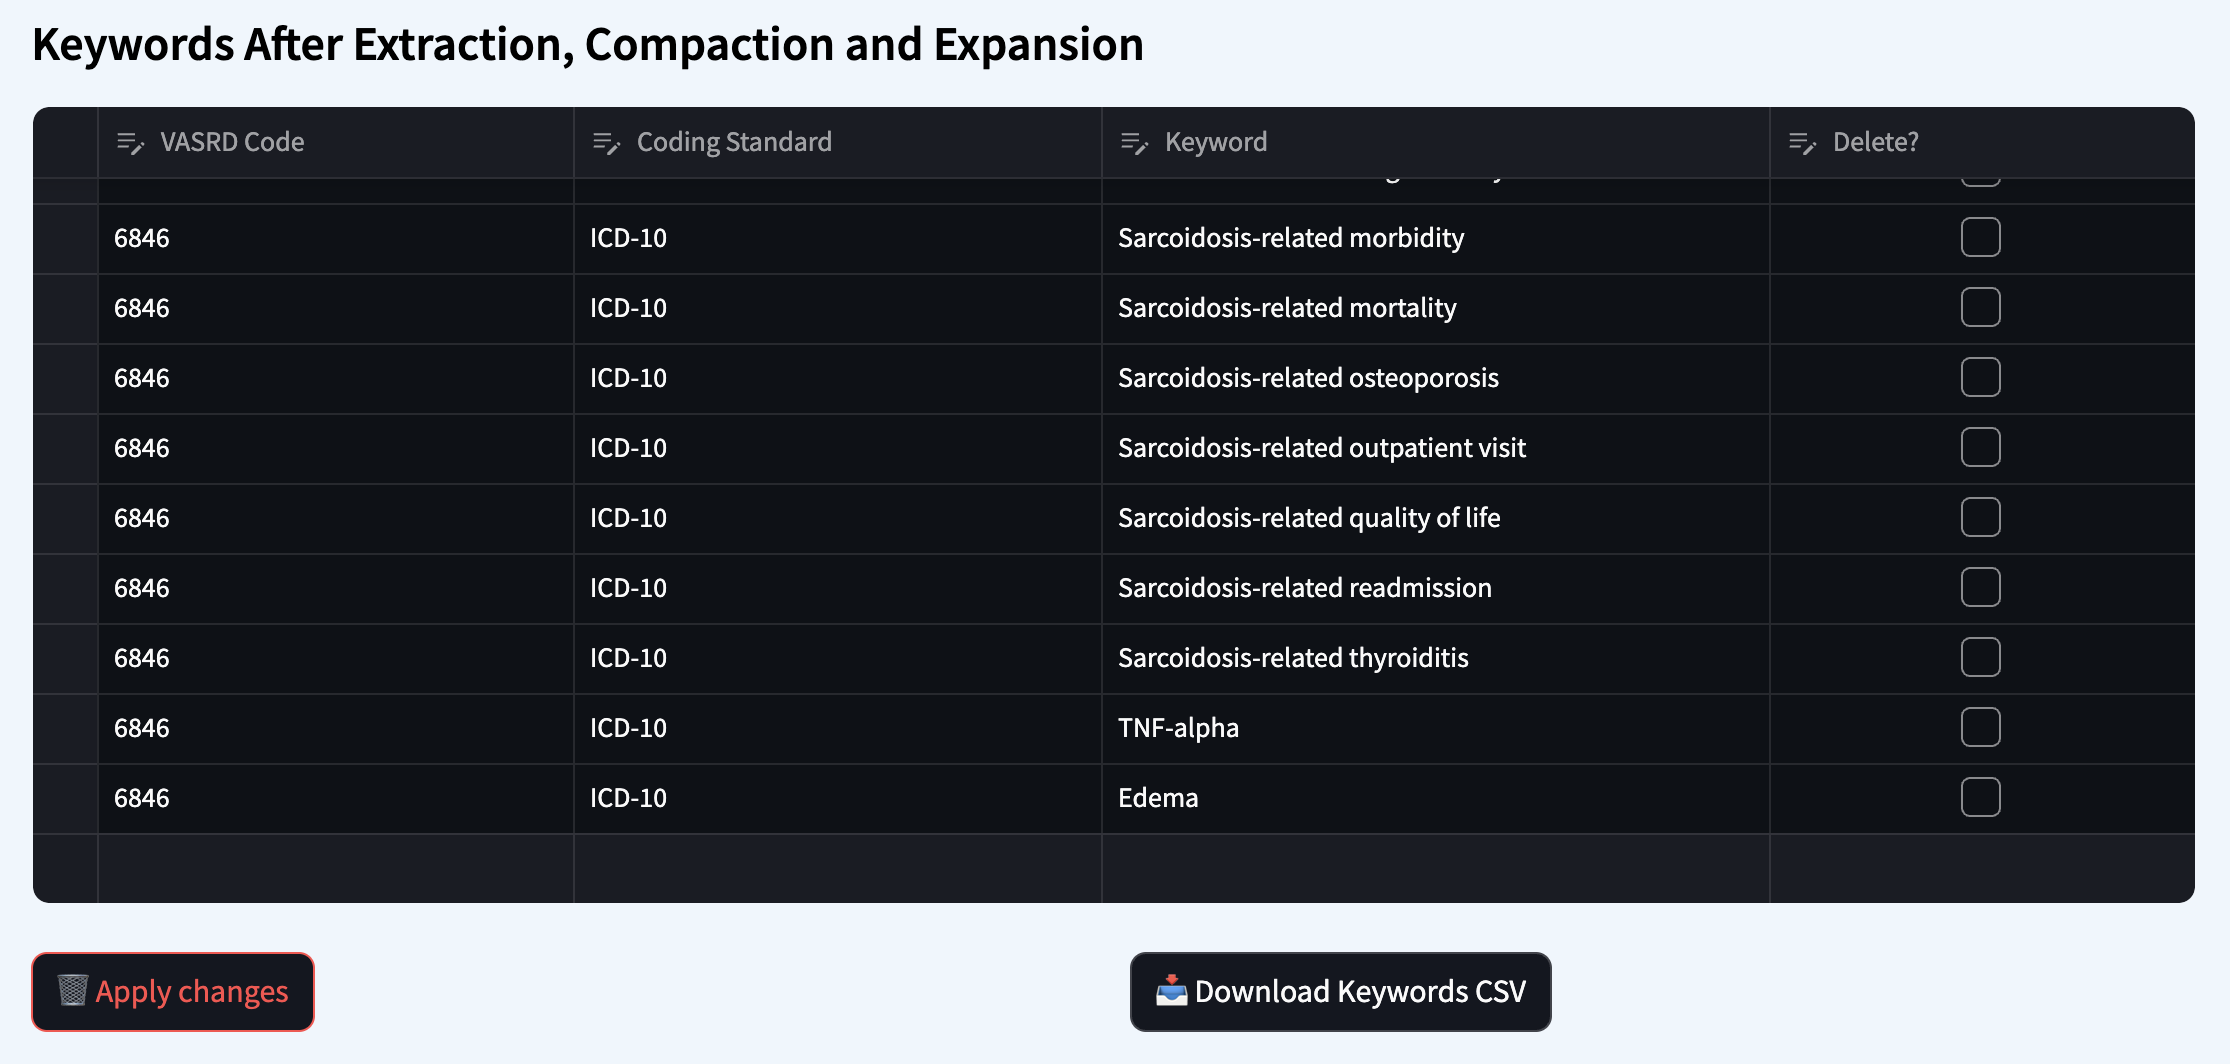 Keywords After Extraction, Compaction and Expansion
VASRD Code Coding Standard Keyword Delete?
6846 ICD-10 Sarcoidosis-related morbidity
6846 ICD-10 Sarcoidosis-related mortality
6846 ICD-10 Sarcoidosis-related osteoporosis
6846 ICD-10 Sarcoidosis-related outpatient visit
6846 ICD-10 Sarcoidosis-related quality of life
6846 ICD-10 Sarcoidosis-related readmission
6846 ICD-10 Sarcoidosis-related thyroiditis
6846 ICD-10 TNF-alpha
6846 ICD-10 Edema
Apply changes Download Keywords CSV